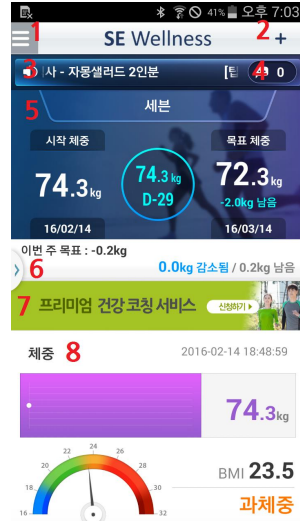 41% 오후 7:03
1 SE Wellness 2 +
3 사 - 자몽샐러드 2인분 [팁 4 0
5 세븐
시작 체중 목표 체중
74.3kg 74.3 kg 72.3kg
D-29 -2.0kg 남음
16/02/14 16/03/14
이번 주 목표 : -0.2kg
6 0.0kg 감소됨 / 0.2kg 남음
7 프리미엄 건강 코칭 서비스 신청하기
체중 8 2016-02-14 18:48:59
74.3kg
16 18 20 22 24 26 28 30 32
BMI 23.5
과체중